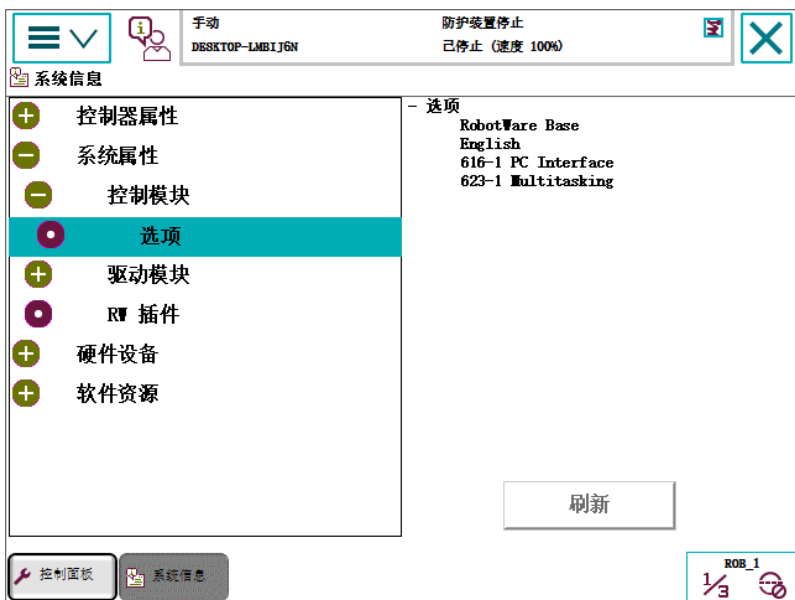 手动
DESKTOP-LMBIJ6N
防护装置停止
已停止 (速度 100%)
系统信息
控制器属性
系统属性
控制模块
选项
驱动模块
RW 插件
硬件设备
软件资源
- 选项
RobotWare Base
English
616-1 PC Interface
623-1 Multitasking
刷新
控制面板
系统信息
ROB_1
1/3